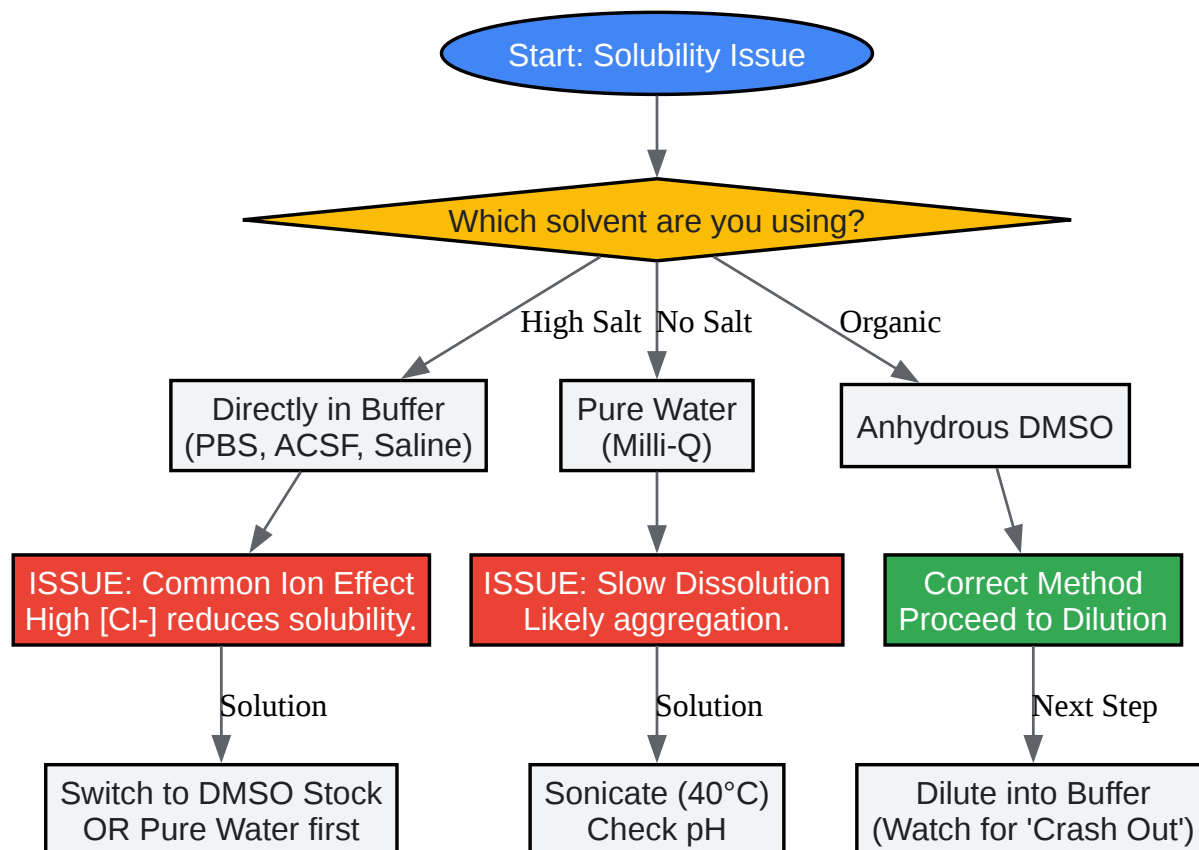 Start: Solubility Issue
Which solvent are you using?
High Salt
No Salt
Organic
Directly in Buffer
(PBS, ACSF, Saline)
Pure Water
(Milli-Q)
Anhydrous DMSO
ISSUE: Common Ion Effect
High [Cl-] reduces solubility.
ISSUE: Slow Dissolution
Likely aggregation.
Correct Method
Proceed to Dilution
Solution
Solution
Next Step
Switch to DMSO Stock
OR Pure Water first
Sonicate (40°C)
Check pH
Dilute into Buffer
(Watch for 'Crash Out')